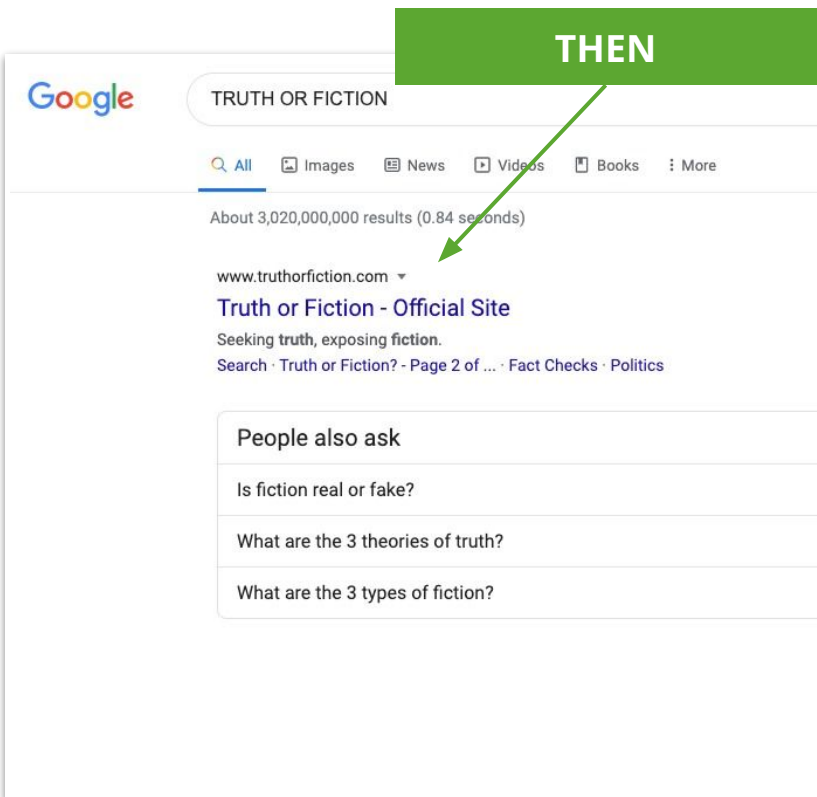 THEN
Google
TRUTH OR FICTION
All Images News Videos Books More
About 3,020,000,000 results (0.84 seconds)
www.truthorfiction.com
Truth or Fiction - Official Site
Seeking truth, exposing fiction.
Search · Truth or Fiction? - Page 2 of ... · Fact Checks · Politics
People also ask
Is fiction real or fake?
What are the 3 theories of truth?
What are the 3 types of fiction?